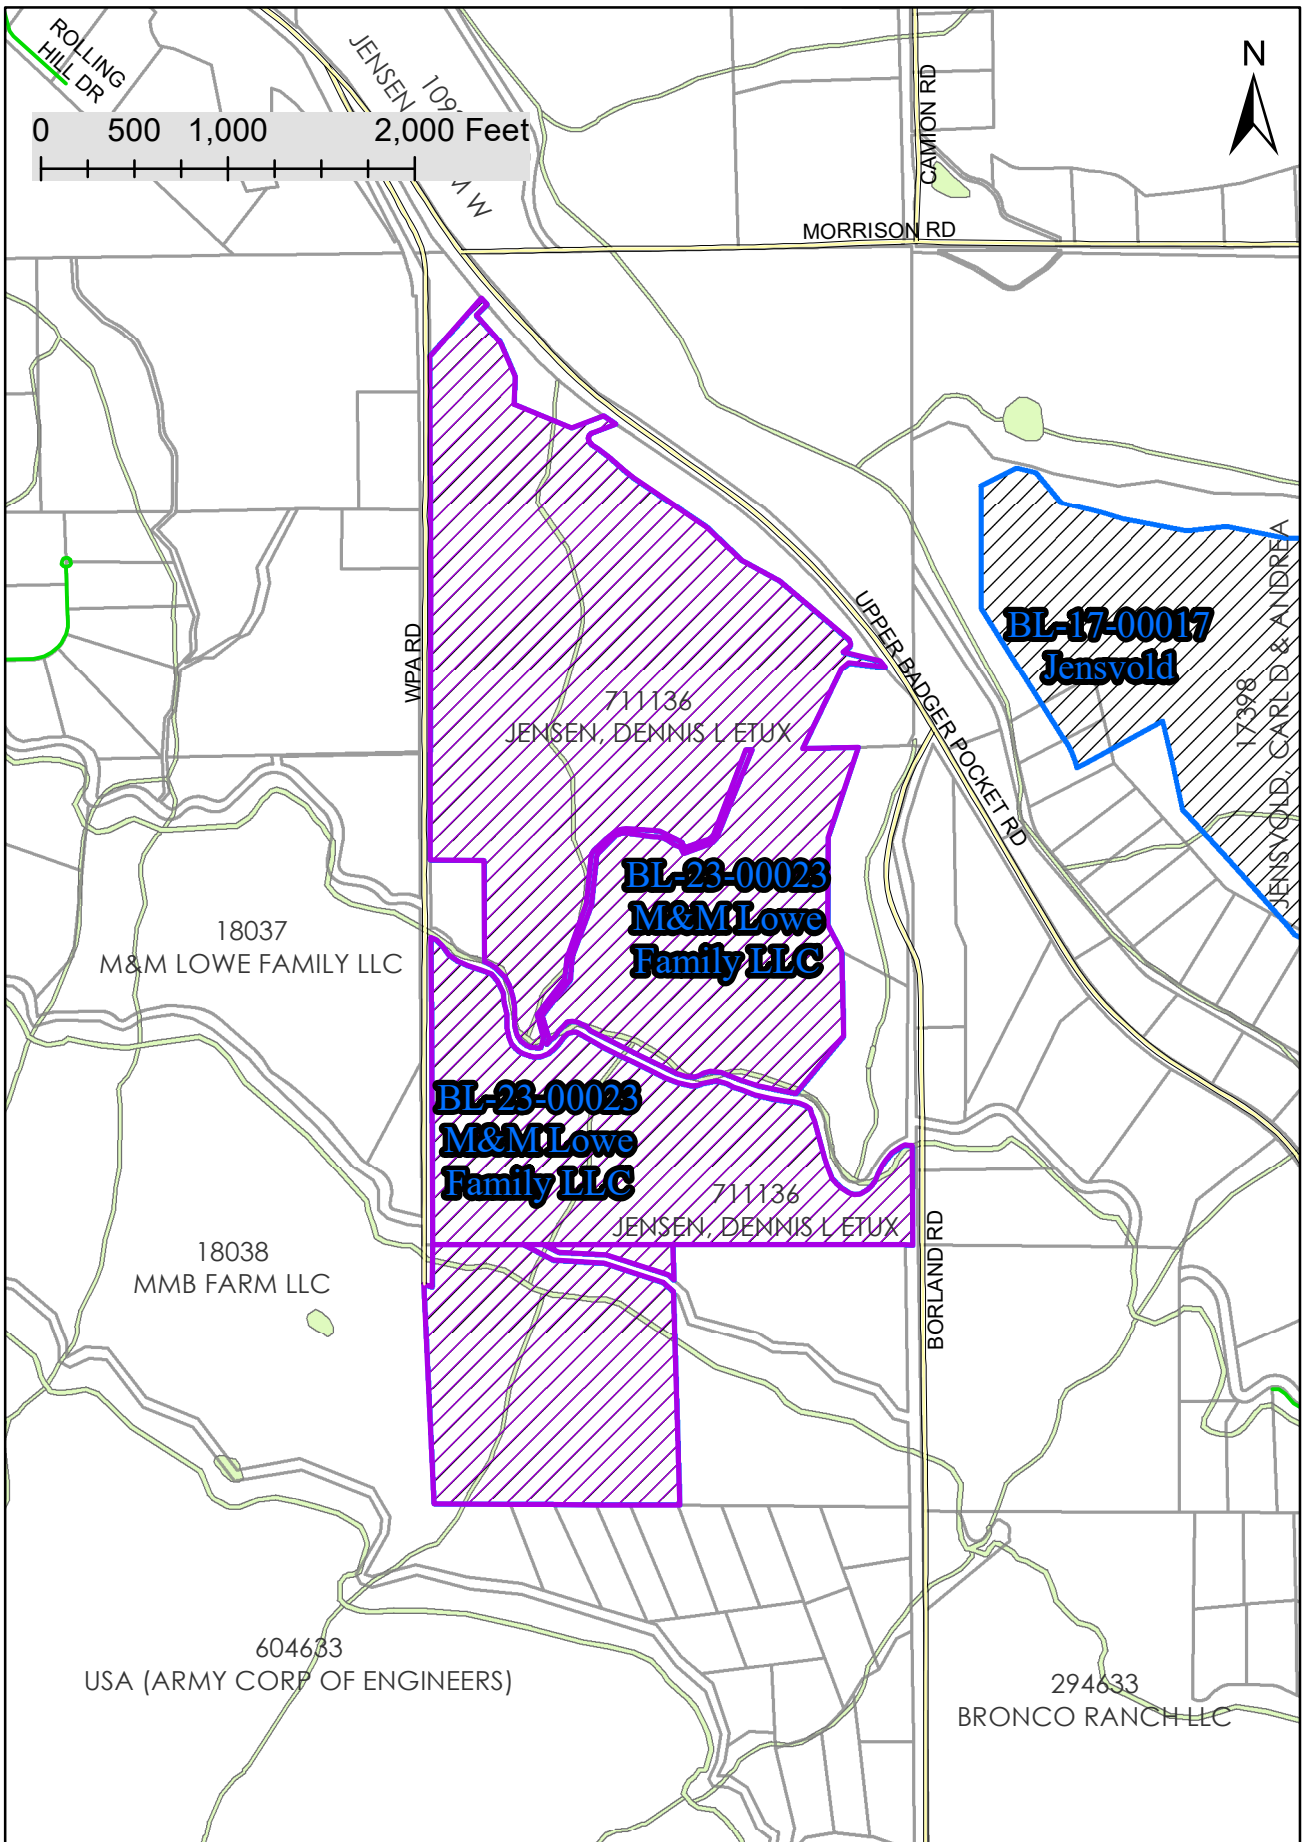 ROLLING
HILL DR
JENSEN
M W
0 500 1,000 2,000 Feet
N
CAMION RD
MORRISON RD
WPA RD
UPPER BADGER POCKET RD
BL-17-00017
Jensvold
17398
JENSVOLD, CARL D & ANDREA
711136
JENSEN, DENNIS L ETUX
BL-23-00023
M&M Lowe
Family LLC
18037
M&M LOWE FAMILY LLC
BL-23-00023
M&M Lowe
Family LLC
711136
JENSEN, DENNIS L ETUX
BORLAND RD
18038
MMB FARM LLC
604633
USA (ARMY CORP OF ENGINEERS)
294633
BRONCO RANCH LLC